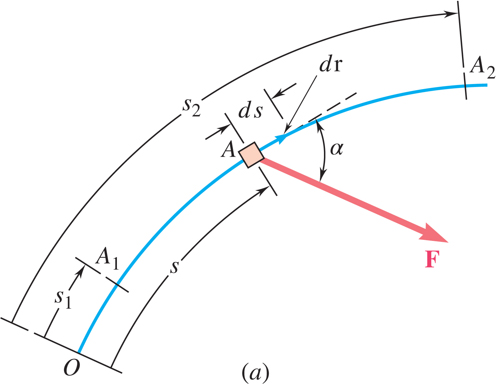 A₂
dr
s₂
ds
A
α
A₁
s
s₁
F
O
(a)